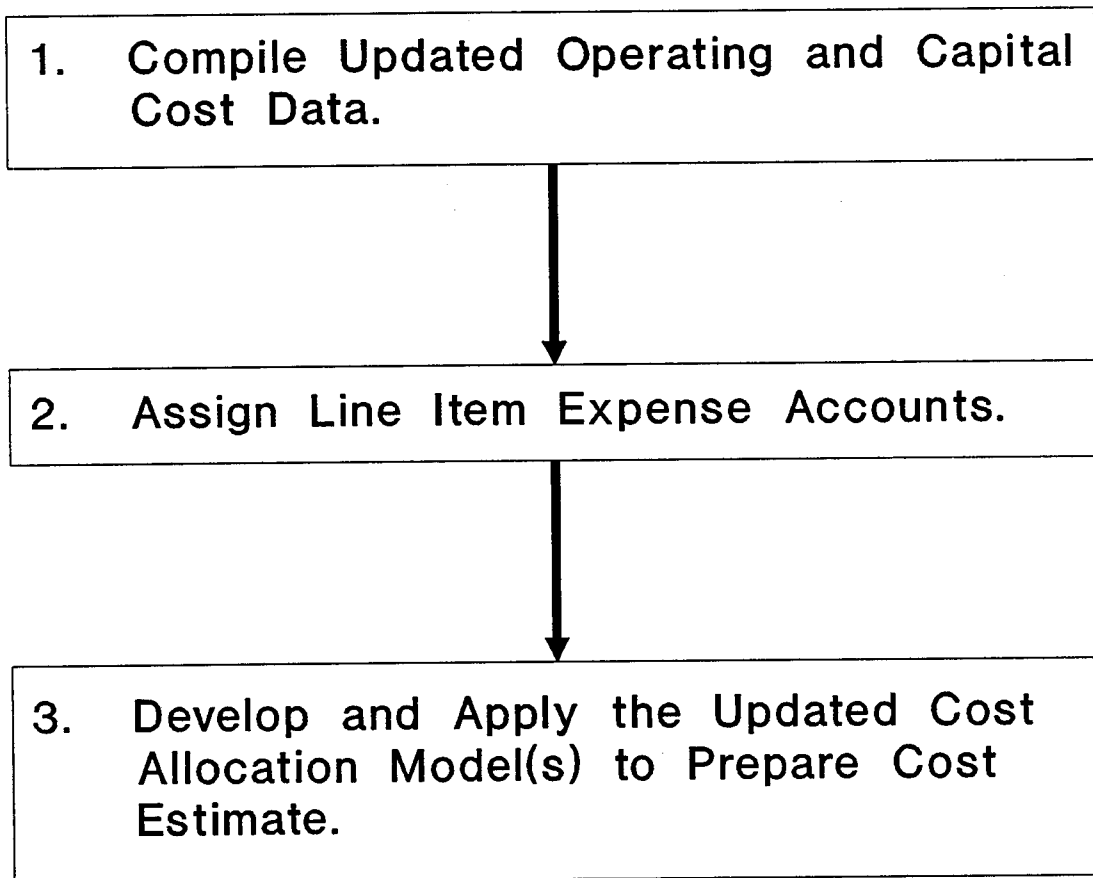 1. Compile Updated Operating and Capital
Cost Data.
2. Assign Line Item Expense Accounts.
3. Develop and Apply the Updated Cost
Allocation Model(s) to Prepare Cost
Estimate.